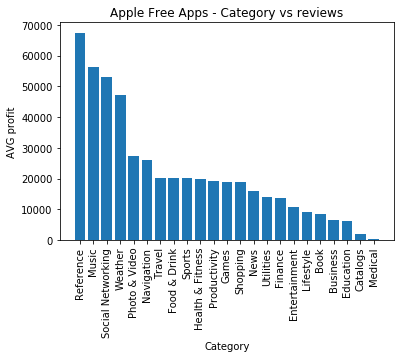 Apple Free Apps - Category vs reviews
AVG profit
70000
60000
50000
40000
30000
20000
10000
0
Reference
Music
Social Networking
Weather
Photo & Video
Navigation
Travel
Food & Drink
Sports
Health & Fitness
Productivity
Games
Shopping
News
Utilities
Finance
Entertainment
Lifestyle
Book
Business
Education
Catalogs
Medical
Category